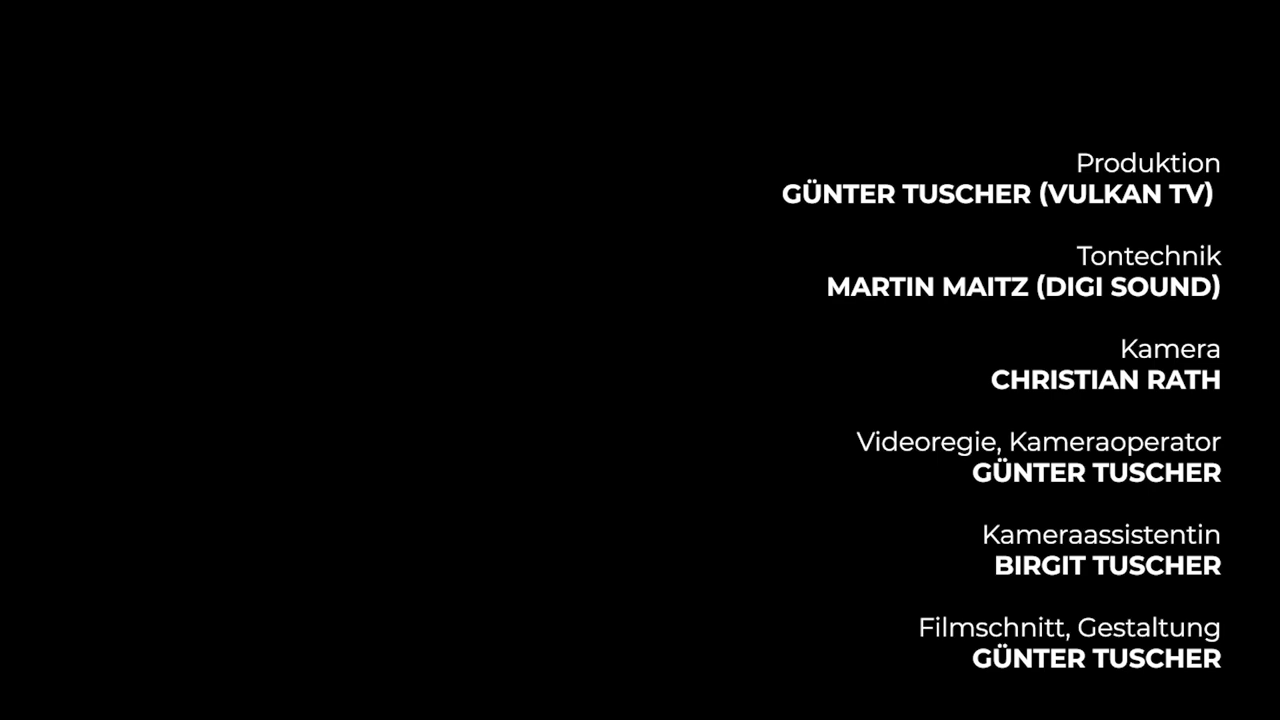 Produktion
GÜNTER TUSCHER (VULKAN TV)
Tontechnik
MARTIN MAITZ (DIGI SOUND)
Kamera
CHRISTIAN RATH
Videoregie, Kameraoperator
GÜNTER TUSCHER
Kameraassistentin
BIRGIT TUSCHER
Filmschnitt, Gestaltung
GÜNTER TUSCHER